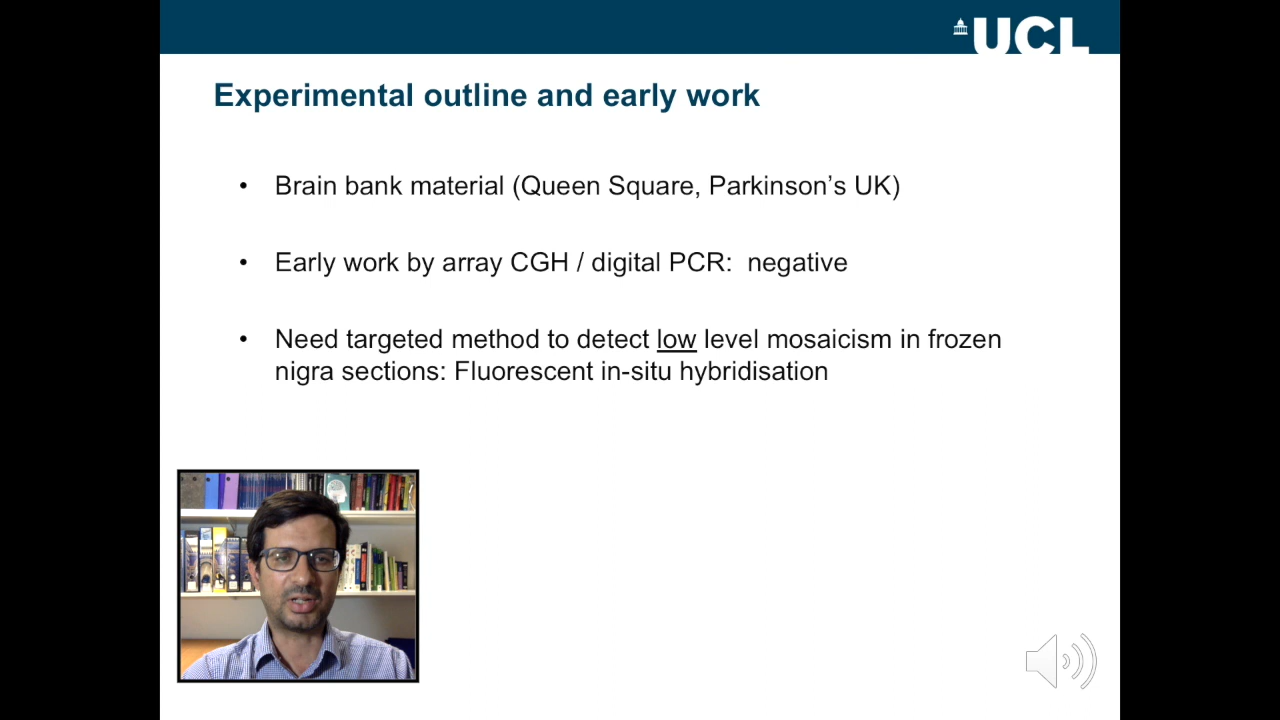 UCL
Experimental outline and early work
• Brain bank material (Queen Square, Parkinson’s UK)
• Early work by array CGH / digital PCR:  negative
• Need targeted method to detect low level mosaicism in frozen
nigra sections: Fluorescent in-situ hybridisation